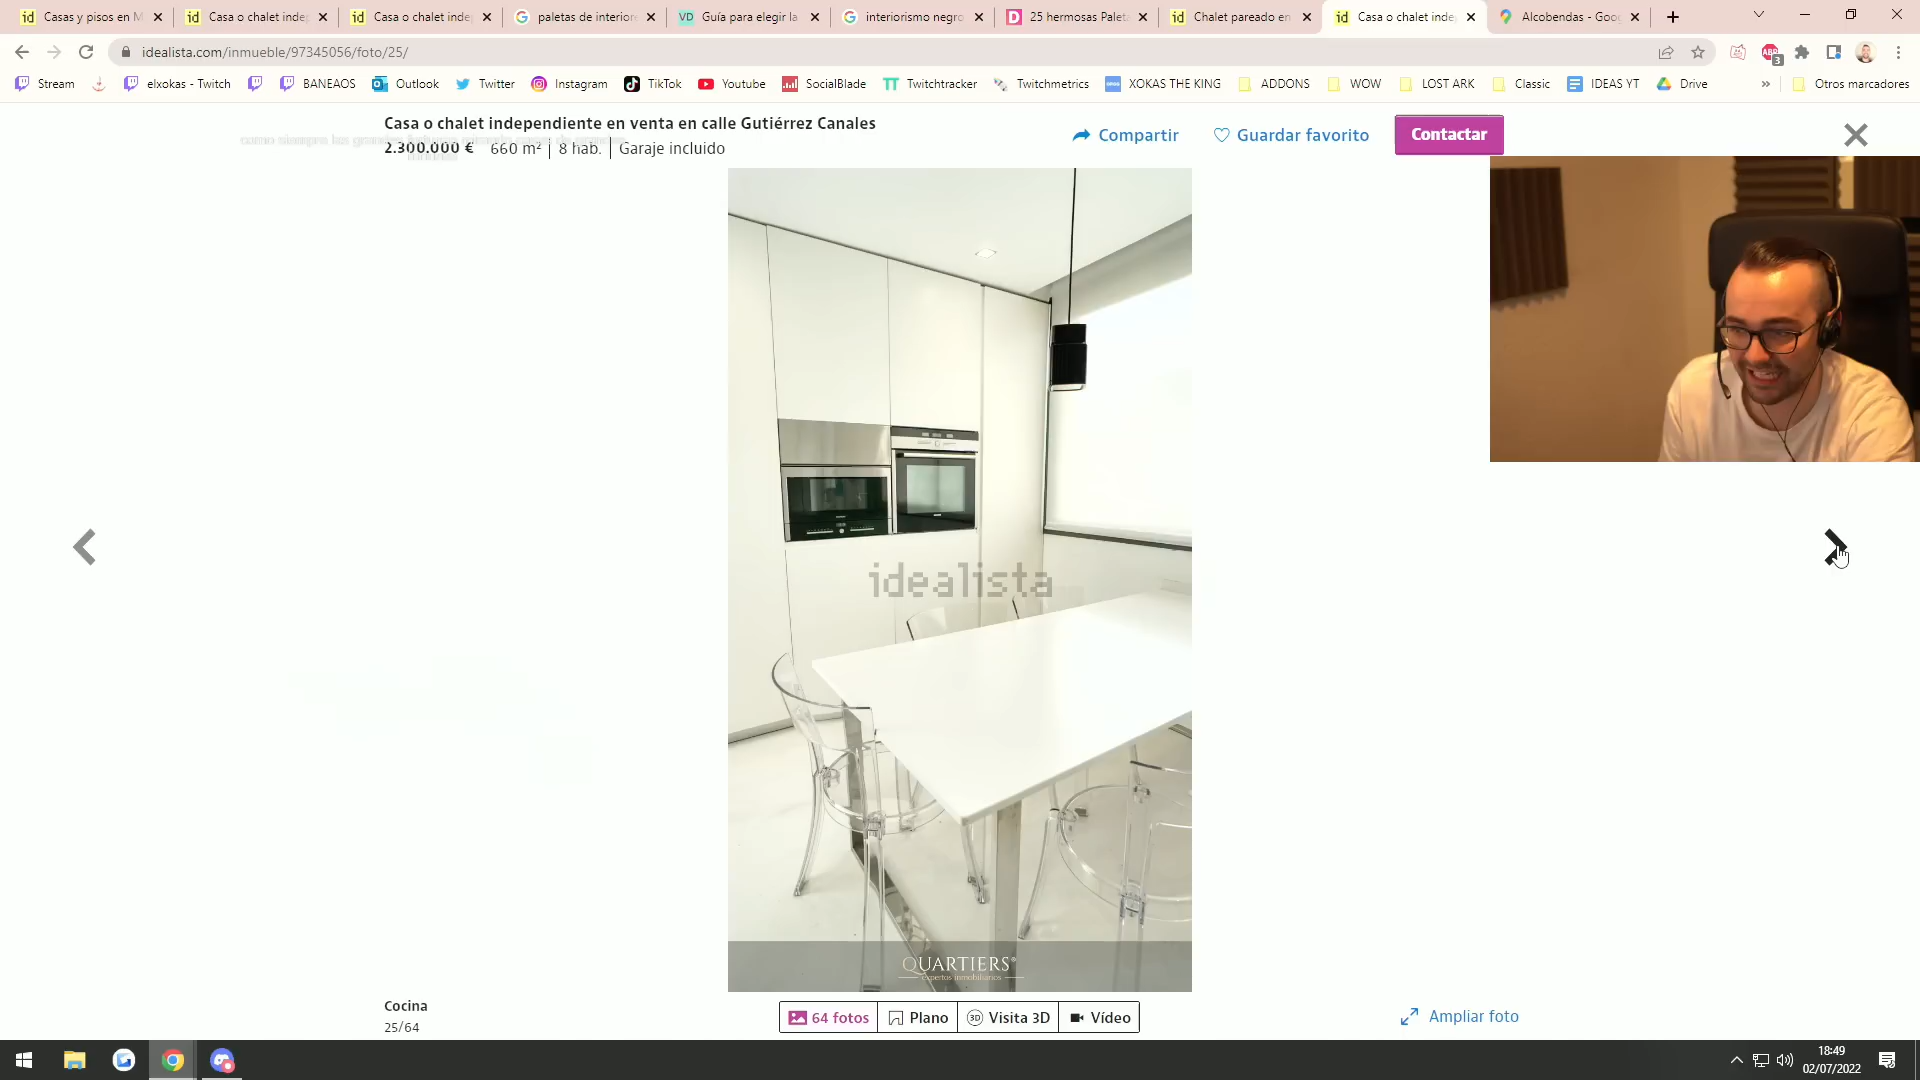 Casas y pisos en M
Casa o chalet inde
Casa o chalet inde
paletas de interior
Guía para elegir la
interiorismo negro
25 hermosas Palet
Chalet pareado en
Casa o chalet inde
Alcobendas - Goo
idealista.com/inmueble/97345056/foto/25/
Stream
elxokas - Twitch
BANEAOS
Outlook
Twitter
Instagram
TikTok
Youtube
SocialBlade
Twitchtracker
Twitchmetrics
XOKAS THE KING
ADDONS
WOW
LOST ARK
Classic
IDEAS YT
Drive
»
Otros marcadores
Casa o chalet independiente en venta en calle Gutiérrez Canales
2.300.000 € 660 m² 8 hab. Garaje incluido
Compartir
Guardar favorito
Contactar
idealista
QUARTIERS®
expertos inmobiliarios
Cocina
25/64
64 fotos
Plano
3D Visita 3D
Vídeo
Ampliar foto
18:49
02/07/2022